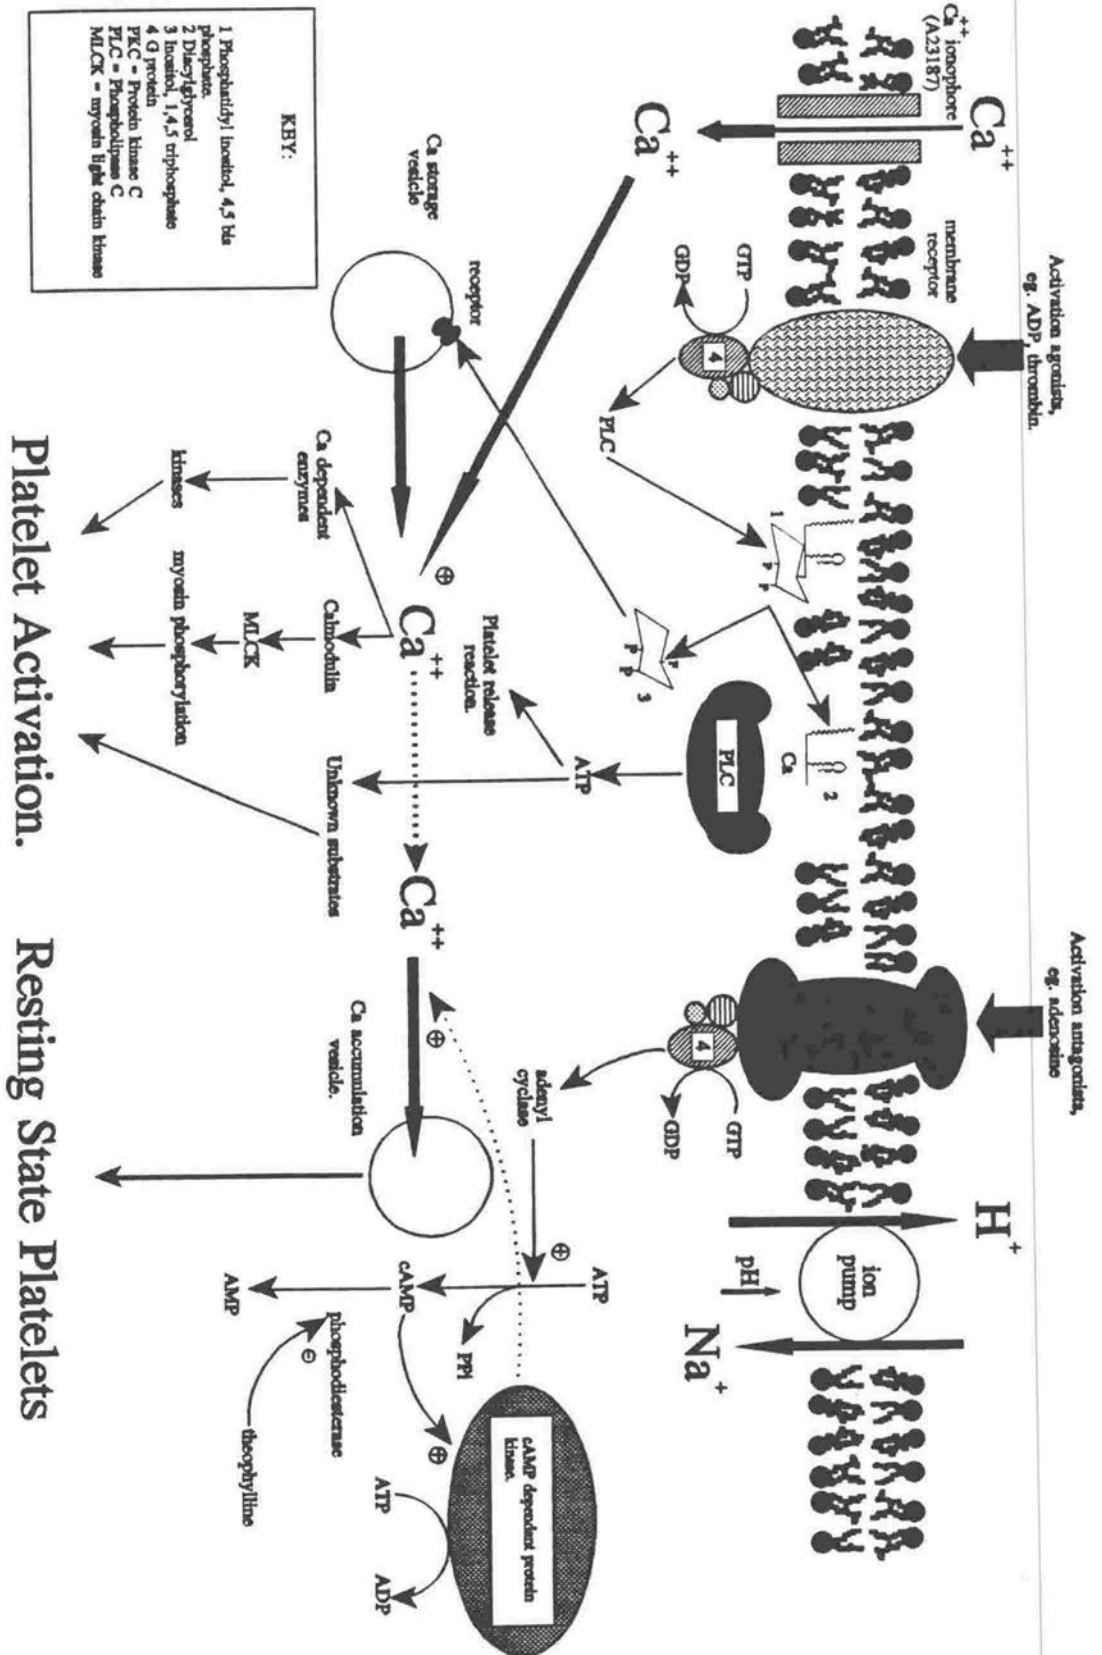 Activation agonists,
eg. ADP, thrombin.
Activation antagonists,
eg. adenosine
Ca++ ionophore
(A23187)
Ca++
membrane
receptor
H+
ion
pump
pH
Na+
Ca++
GTP
GDP
4
PLC
1
P
P
P
P
P
3
Ca
2
PLC
4
GTP
GDP
adenyl
cyclase
ATP
Ca storage
vesicle
receptor
Platelet release
reaction.
ATP
⊕
PPi
cAMP dependent protein
kinase.
⊕
Ca++
Ca++
⊕
cAMP
⊕
ATP
ADP
Ca dependent
enzymes
Calmodulin
Unknown substrates
Ca accumulation
vesicle.
phosphodiesterase
⊖
kinases
MLCK
myosin phosphorylation
AMP
theophylline
KEY:
1 Phosphatidyl inositol, 4,5 bis
phosphate.
2 Diacylglycerol
3 Inositol, 1,4,5 triphosphate
4 G protein
PKC = Protein kinase C
PLC = Phospholipase C
MLCK = myosin light chain kinase
Platelet Activation.
Resting State Platelets